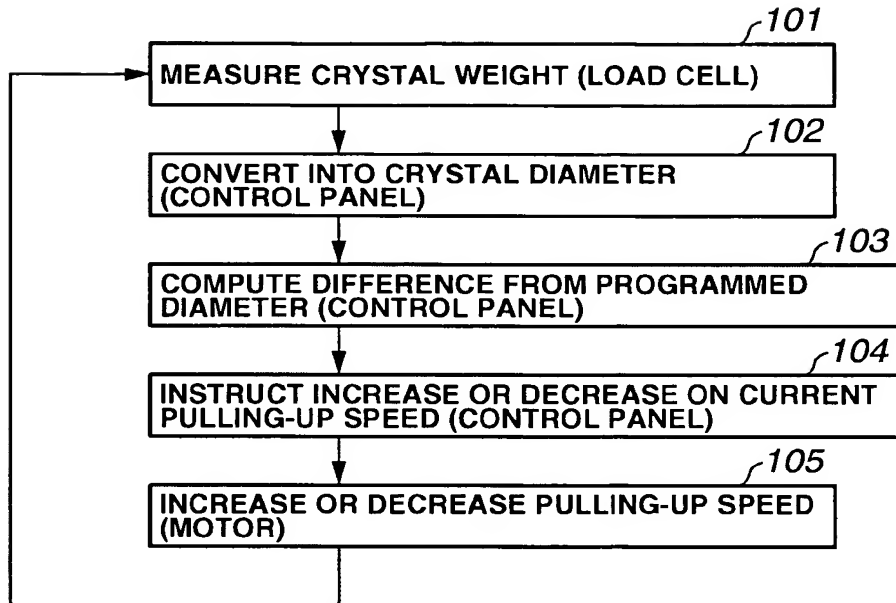 101
MEASURE CRYSTAL WEIGHT (LOAD CELL)
102
CONVERT INTO CRYSTAL DIAMETER
(CONTROL PANEL)
103
COMPUTE DIFFERENCE FROM PROGRAMMED
DIAMETER (CONTROL PANEL)
104
INSTRUCT INCREASE OR DECREASE ON CURRENT
PULLING-UP SPEED (CONTROL PANEL)
105
INCREASE OR DECREASE PULLING-UP SPEED
(MOTOR)